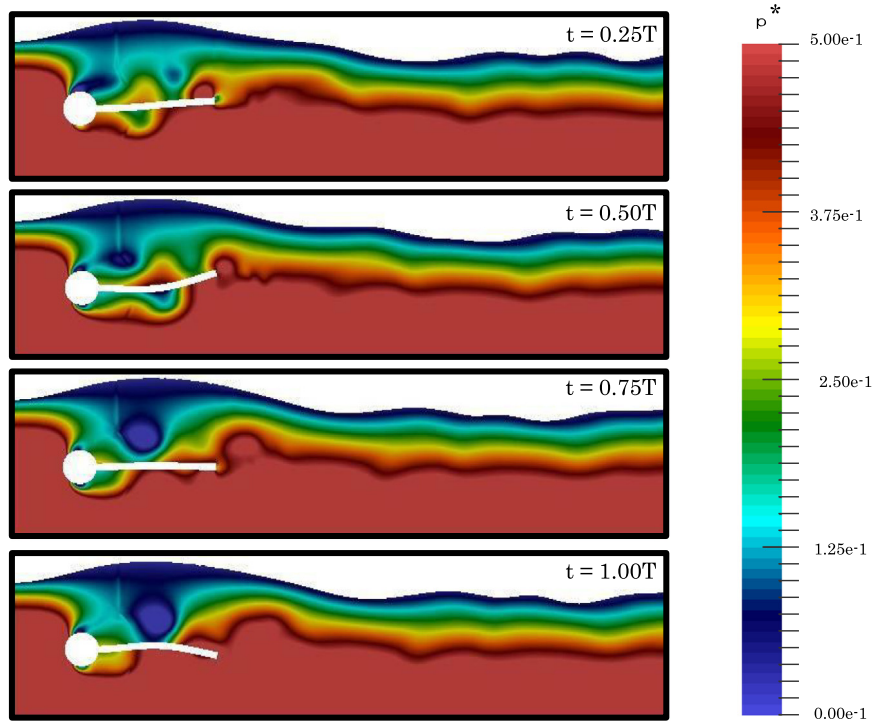 p*
t = 0.25T
5.00e-1
t = 0.50T
3.75e-1
t = 0.75T
2.50e-1
t = 1.00T
1.25e-1
0.00e-1